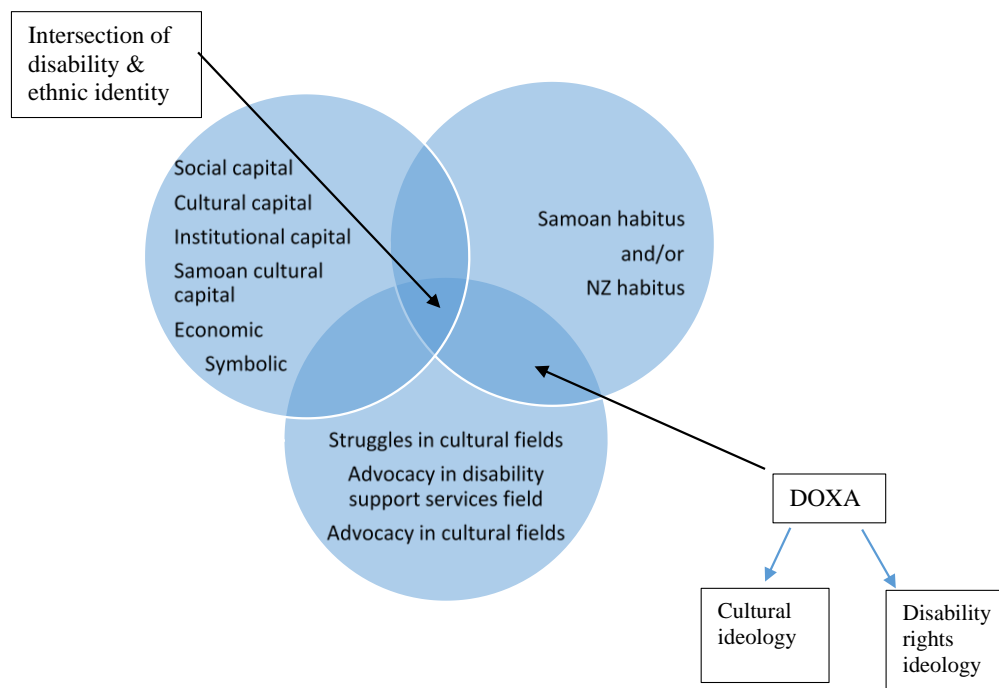 Intersection of
disability &
ethnic identity
Social capital
Cultural capital
Institutional capital
Samoan cultural
capital
Economic
Symbolic
Samoan habitus
and/or
NZ habitus
Struggles in cultural fields
Advocacy in disability
support services field
Advocacy in cultural fields
DOXA
Cultural
ideology
Disability
rights
ideology